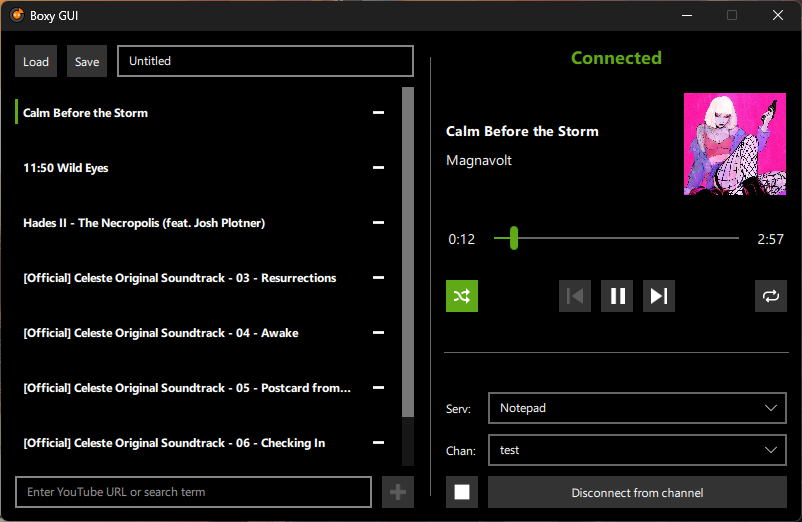 Boxy GUI
Load
Save
Untitled
Calm Before the Storm
11:50 Wild Eyes
Hades II - The Necropolis (feat. Josh Plotner)
[Official] Celeste Original Soundtrack - 03 - Resurrections
[Official] Celeste Original Soundtrack - 04 - Awake
[Official] Celeste Original Soundtrack - 05 - Postcard from...
[Official] Celeste Original Soundtrack - 06 - Checking In
Enter YouTube URL or search term
Connected
Calm Before the Storm
Magnavolt
0:12
2:57
Serv:
Notepad
Chan:
test
Disconnect from channel